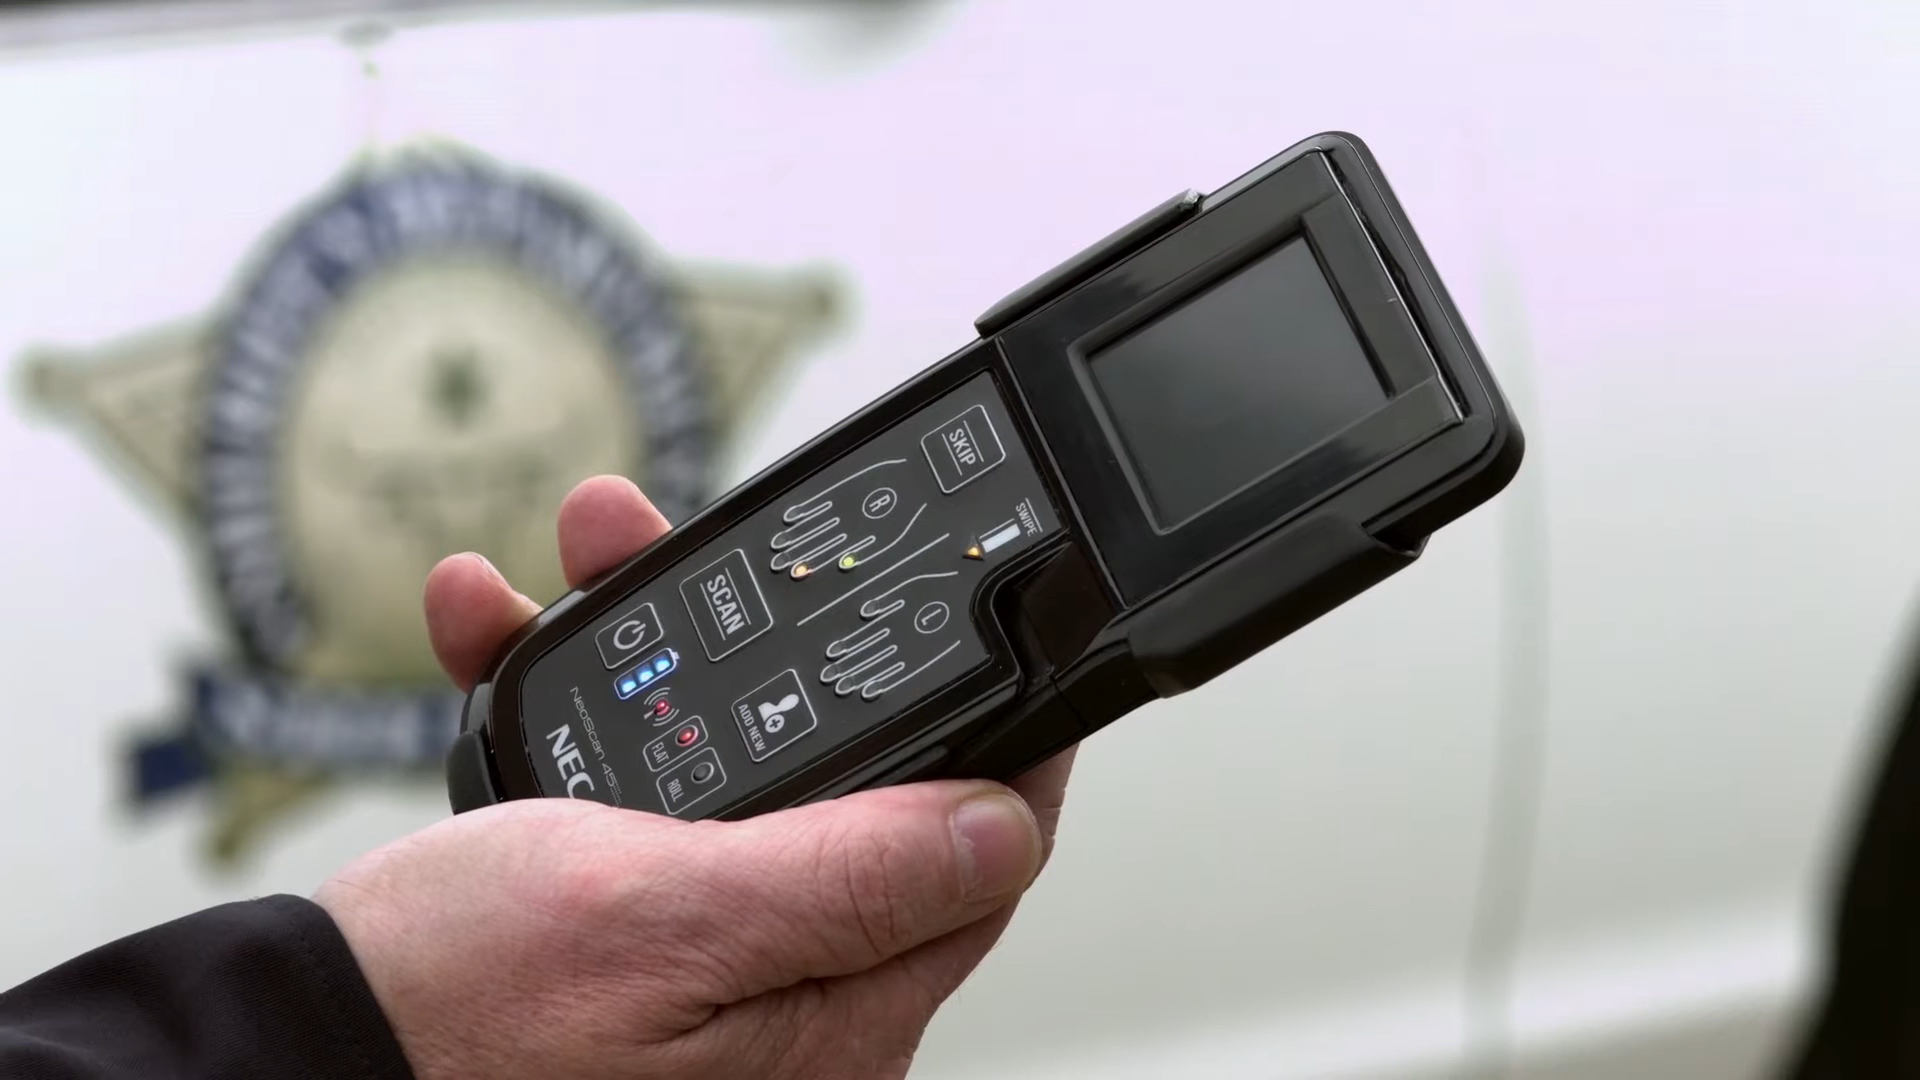 SKIP
SWIPE
R
L
SCAN
ADD NEW
FLAT
ROLL
NeoScan 45
NEC